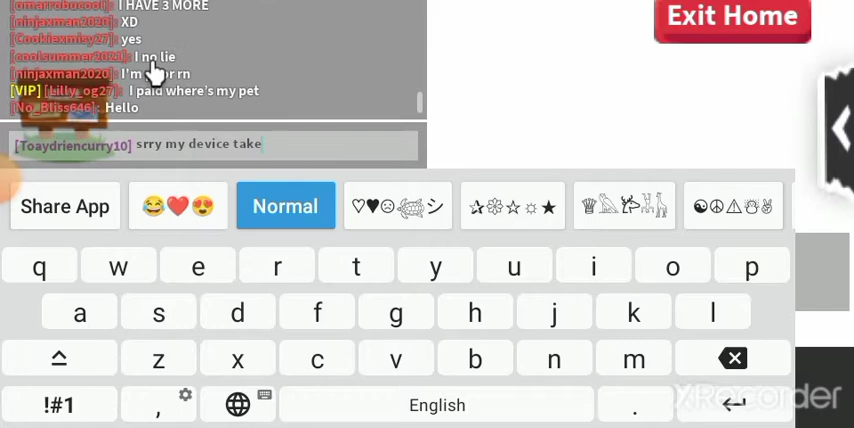 [omarrobucool]: I HAVE 3 MORE
[ninjaxman2020]: XD
[Cookiexmisy27]: yes
[coolsummer2021]: I no lie
[ninjaxman2020]: I'm rn
[VIP] [Lilly_og27]: I paid where's my pet
[No_Bliss646]: Hello
[Toaydriencurry10] srry my device take
Exit Home
Share App
Normal
q w e r t y u i o p
a s d f g h j k l
z x c v b n m
!#1 , English .
XRecorder